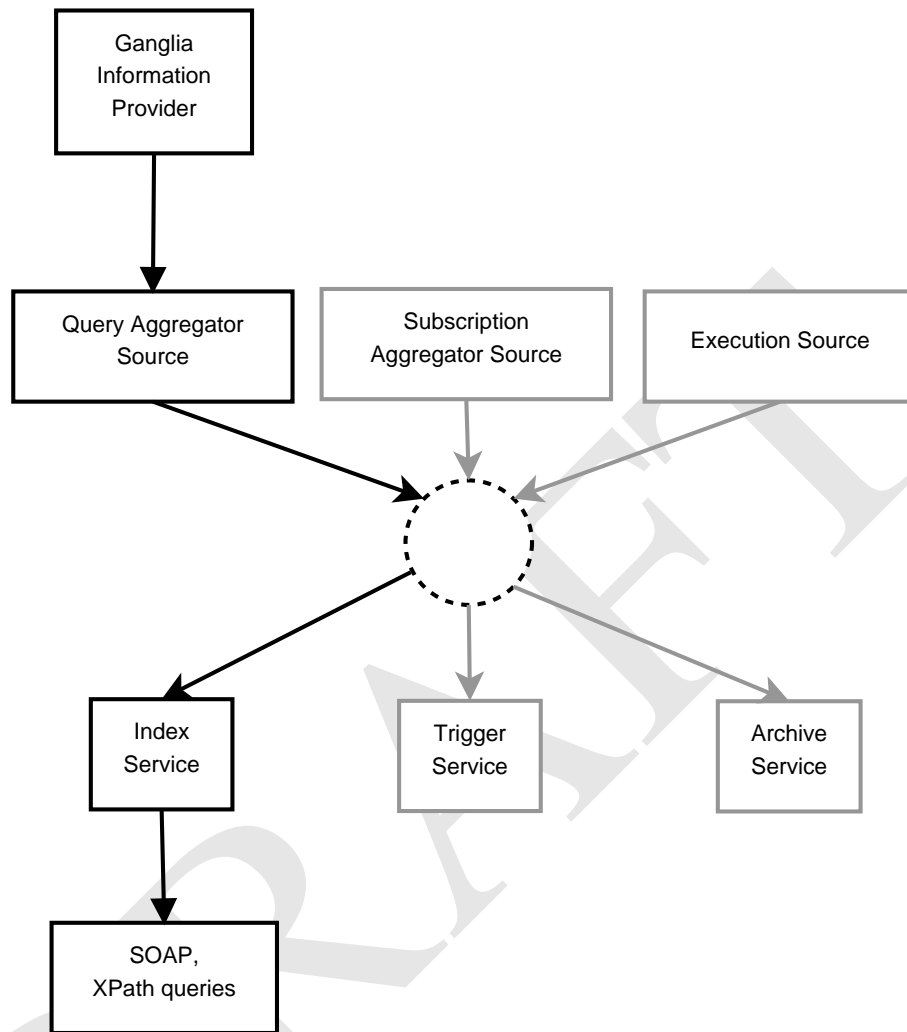 Ganglia
Information
Provider
Query Aggregator
Source
Subscription
Aggregator Source
Execution Source
Index
Service
Trigger
Service
Archive
Service
SOAP,
XPath queries
RAFT